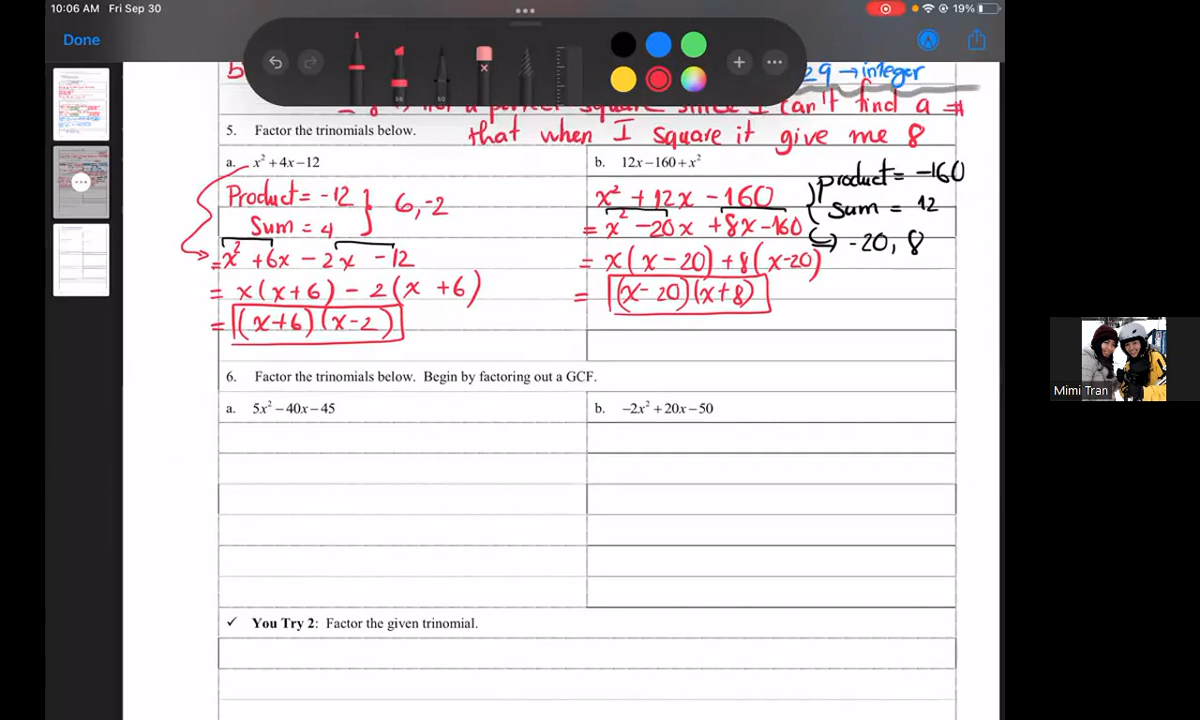 10:06 AM Fri Sep 30
19%
Done
b
29 → integer
a perfect square since I can't find a #
5. Factor the trinomials below.
that when I square it give me 8
a. x² + 4x − 12
b. 12x − 160 + x²
Product = -12
Sum = 4
6, -2
= x² + 6x - 2x - 12
= x(x+6) - 2(x +6)
= (x+6)(x-2)
x² + 12x - 160
product = -160
sum = 12
-20, 8
= x² - 20x + 8x - 160
= x(x-20) + 8(x-20)
= (x-20)(x+8)
6. Factor the trinomials below. Begin by factoring out a GCF.
a. 5x² − 40x − 45
b. −2x² + 20x − 50
✓ You Try 2: Factor the given trinomial.
Mimi Tran